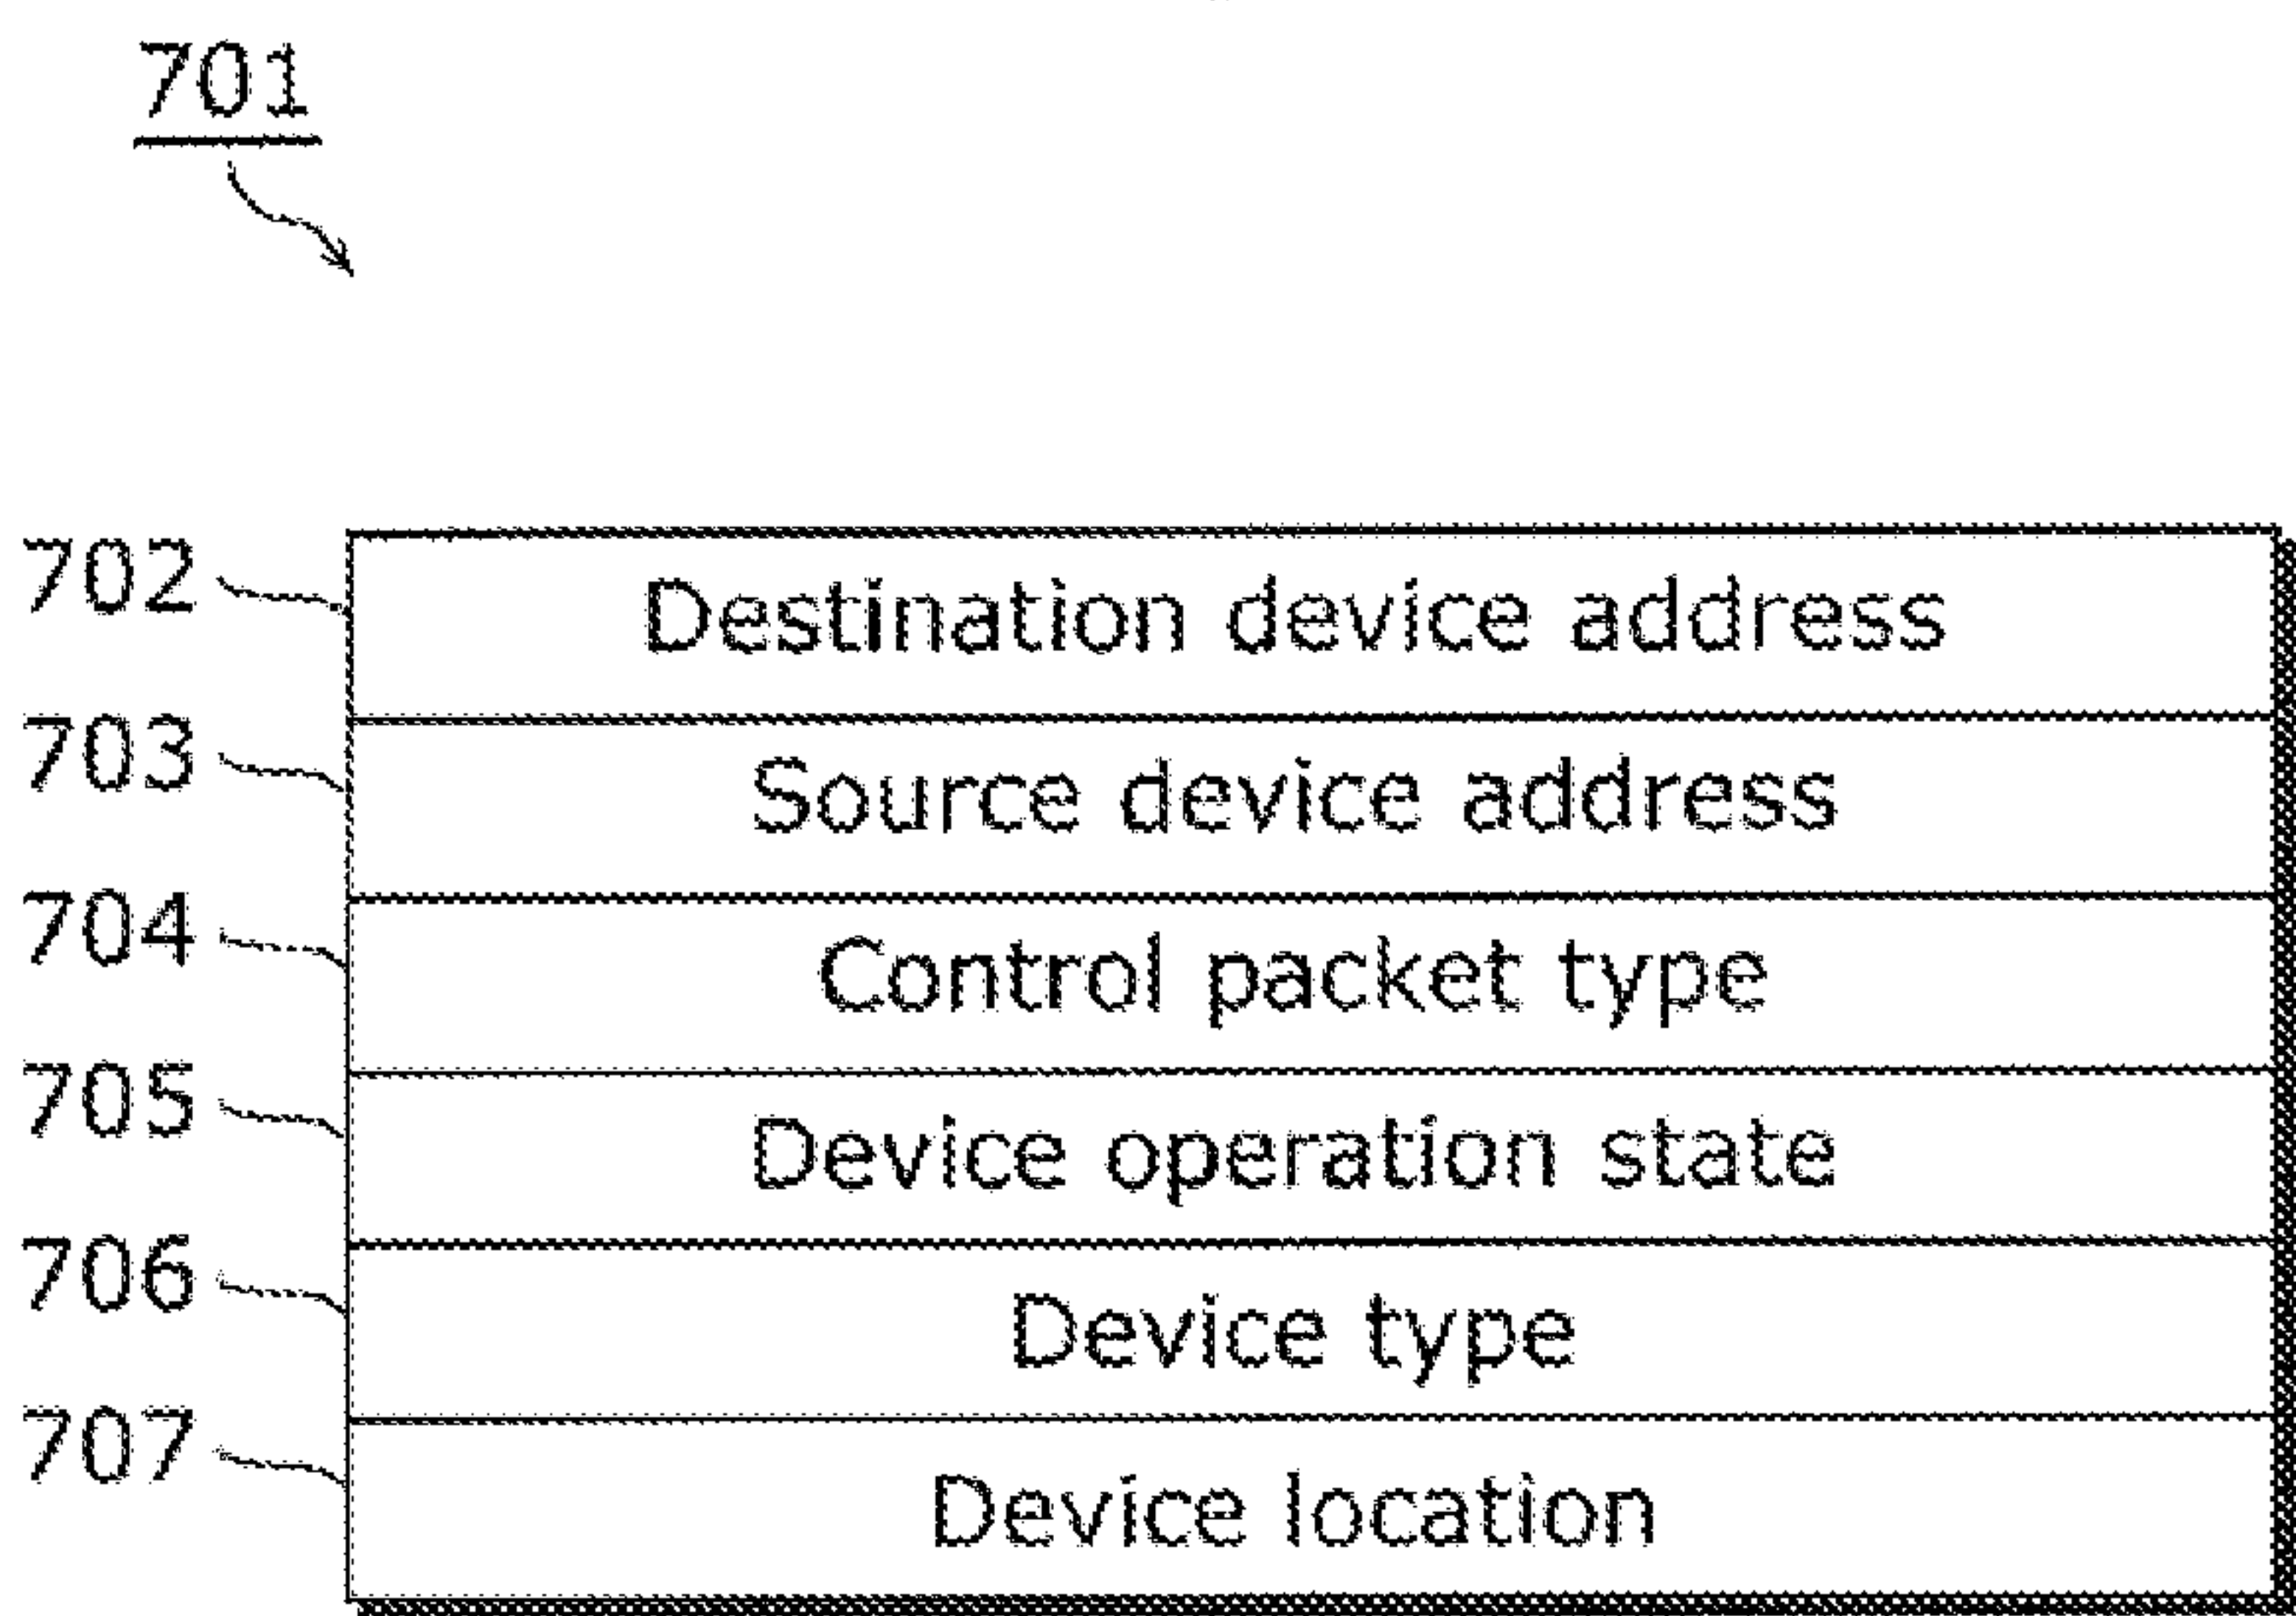 701
702 Destination device address
703 Source device address
704 Control packet type
705 Device operation state
706 Device type
707 Device location